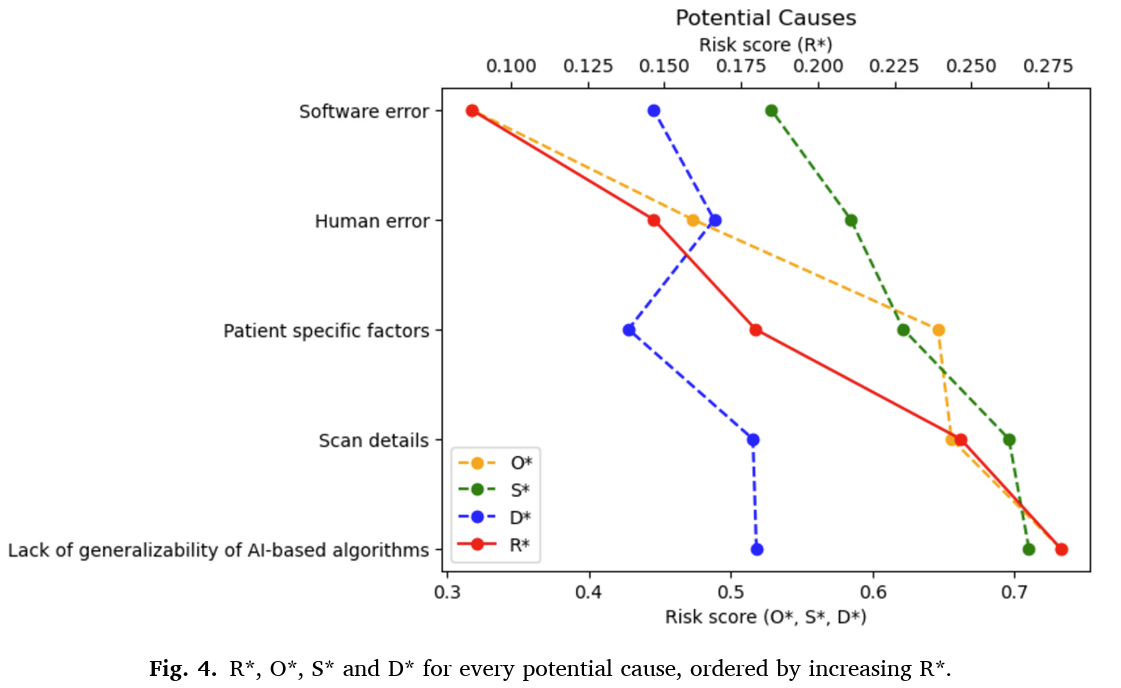 Potential Causes
Risk score (R*)
0.100 0.125 0.150 0.175 0.200 0.225 0.250 0.275
Software error
Human error
Patient specific factors
Scan details
Lack of generalizability of AI-based algorithms
O*
S*
D*
R*
0.3 0.4 0.5 0.6 0.7
Risk score (O*, S*, D*)
Fig. 4. R*, O*, S* and D* for every potential cause, ordered by increasing R*.